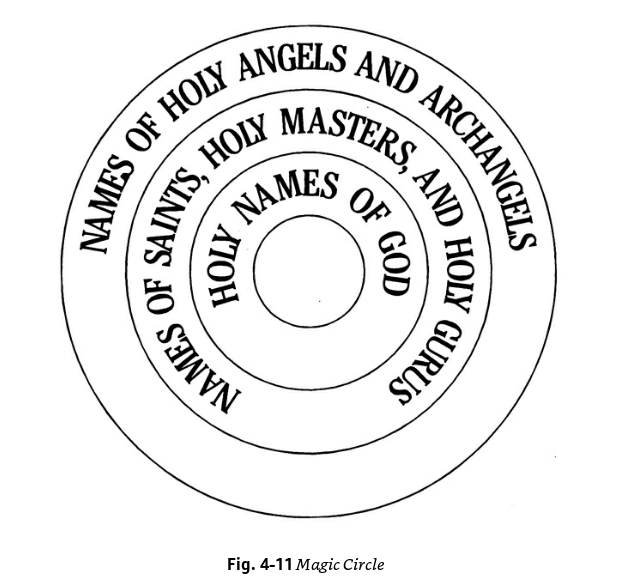 NAMES OF HOLY ANGELS AND ARCHANGELS
NAMES OF SAINTS, HOLY MASTERS, AND HOLY GURUS
HOLY NAMES OF GOD
Fig. 4-11 Magic Circle